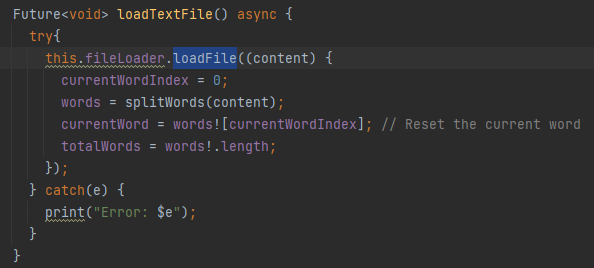 Future<void> loadTextFile() async {
try{
this.fileLoader.loadFile((content) {
currentWordIndex = 0;
words = splitWords(content);
currentWord = words![currentWordIndex]; // Reset the current word
totalWords = words!.length;
});
} catch(e) {
print("Error: $e");
}
}